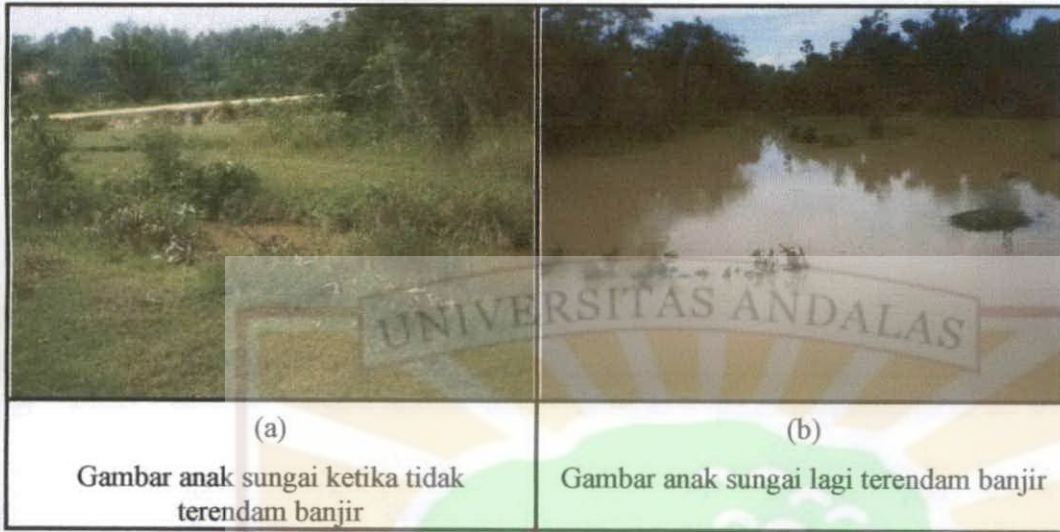 UNIVERSITAS ANDALAS
(a)
Gambar anak sungai ketika tidak
terendam banjir
(b)
Gambar anak sungai lagi terendam banjir